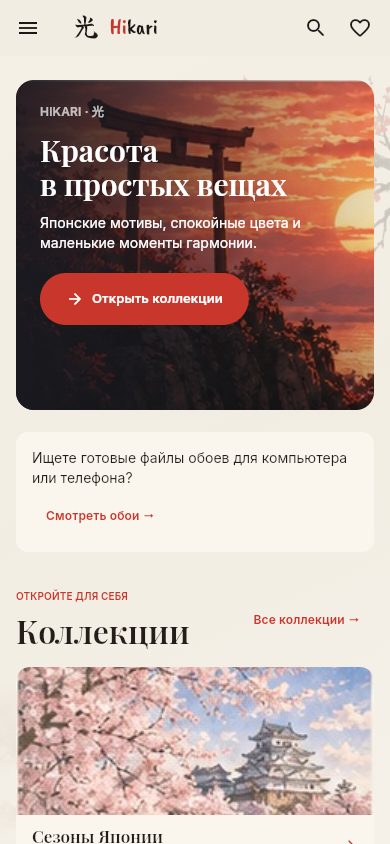 光 Hikari
HIKARI · 光
Красота
в простых вещах
Японские мотивы, спокойные цвета и
маленькие моменты гармонии.
→ Открыть коллекции
Ищете готовые файлы обоев для компьютера
или телефона?
Смотреть обои →
ОТКРОЙТЕ ДЛЯ СЕБЯ
Коллекции
Все коллекции →
Сезоны Японии